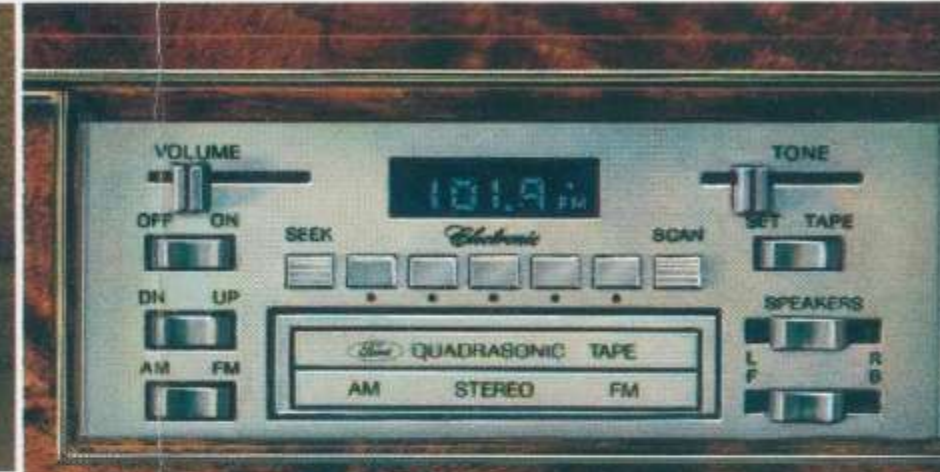 VOLUME
TONE
101.9 FM
OFF ON
SEEK
Electronic
SCAN
SET TAPE
DN UP
SPEAKERS
Ford QUADRASONIC TAPE
L R
AM FM
F B
AM STEREO FM